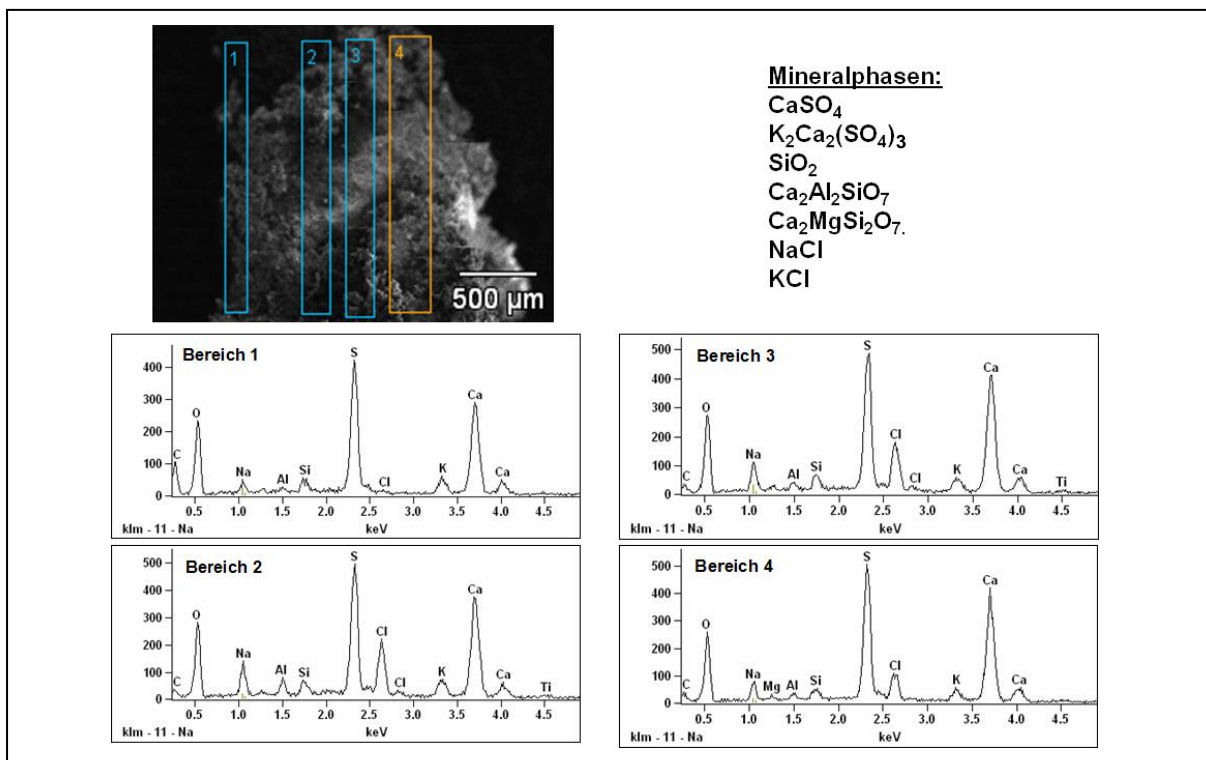 1 2 3 4
500 µm
Mineralphasen:
CaSO4
K2Ca2(SO4)3
SiO2
Ca2Al2SiO7
Ca2MgSi2O7.
NaCl
KCl
Bereich 1
400
300
200
100
0
C O Na Al Si S Cl K Ca Ca
0.5 1.0 1.5 2.0 2.5 3.0 3.5 4.0 4.5
klm - 11 - Na keV
Bereich 3
500
400
300
200
100
0
C O Na Al Si S Cl Cl K Ca Ca Ti
0.5 1.0 1.5 2.0 2.5 3.0 3.5 4.0 4.5
klm - 11 - Na keV
Bereich 2
500
400
300
200
100
0
C O Na Al Si S Cl Cl K Ca Ca Ti
0.5 1.0 1.5 2.0 2.5 3.0 3.5 4.0 4.5
klm - 11 - Na keV
Bereich 4
500
400
300
200
100
0
C O Na Mg Al Si S Cl K Ca Ca
0.5 1.0 1.5 2.0 2.5 3.0 3.5 4.0 4.5
klm - 11 - Na keV